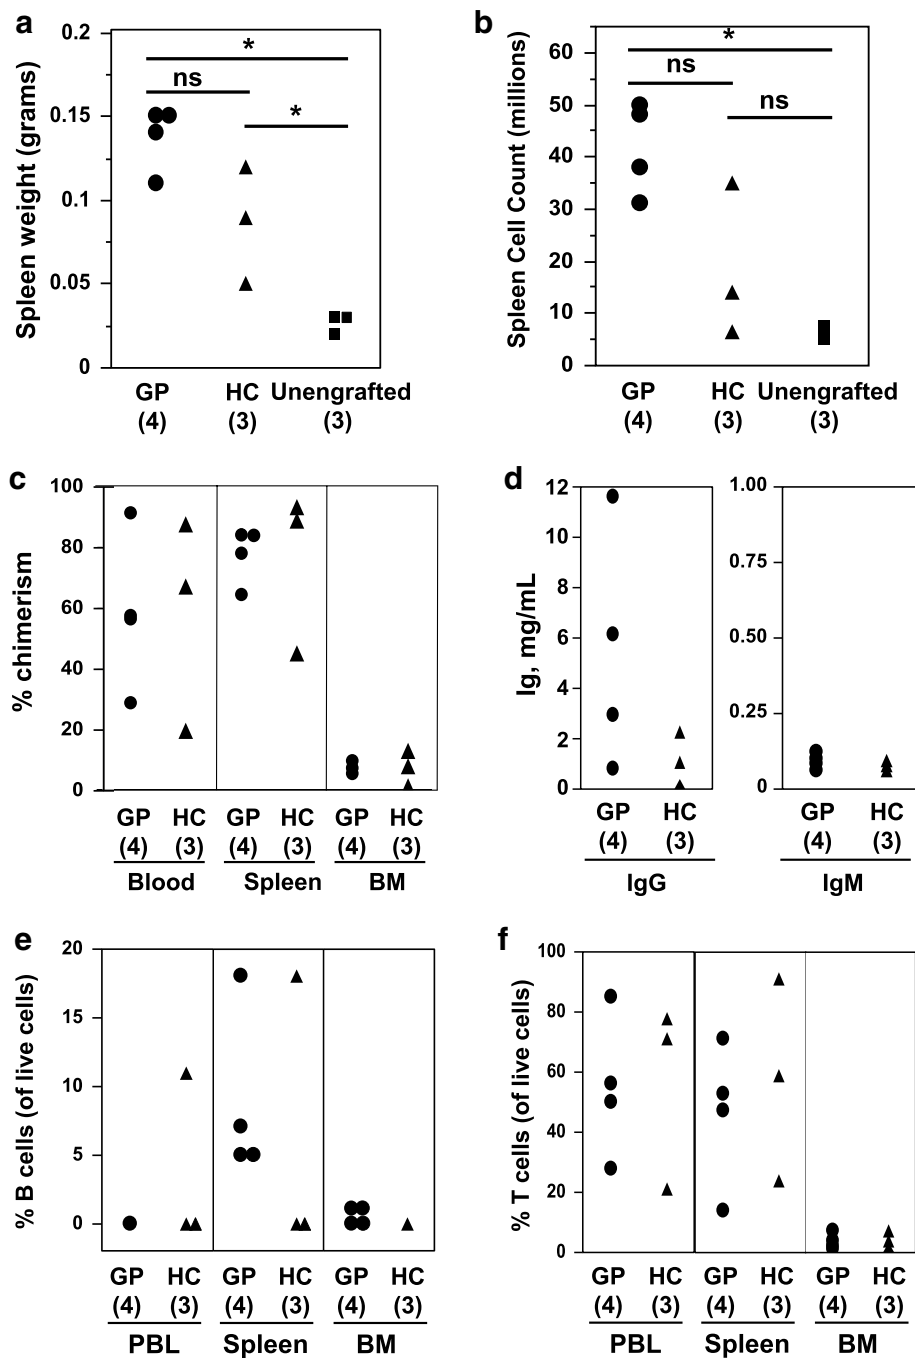 a
Spleen weight (grams)
0.2
0.15
0.1
0.05
0
*
ns
*
GP HC Unengrafted
(4) (3) (3)
b
Spleen Cell Count (millions)
60
50
40
30
20
10
0
*
ns
ns
GP HC Unengrafted
(4) (3) (3)
c
% chimerism
100
80
60
40
20
0
GP HC GP HC GP HC
(4) (3) (4) (3) (4) (3)
Blood Spleen BM
d
Ig, mg/mL
12
10
8
6
4
2
0
1.00
0.75
0.50
0.25
0
GP HC GP HC
(4) (3) (4) (3)
IgG IgM
e
% B cells (of live cells)
20
15
10
5
0
GP HC GP HC GP HC
(4) (3) (4) (3) (4) (3)
PBL Spleen BM
f
% T cells (of live cells)
100
80
60
40
20
0
GP HC GP HC GP HC
(4) (3) (4) (3) (4) (3)
PBL Spleen BM